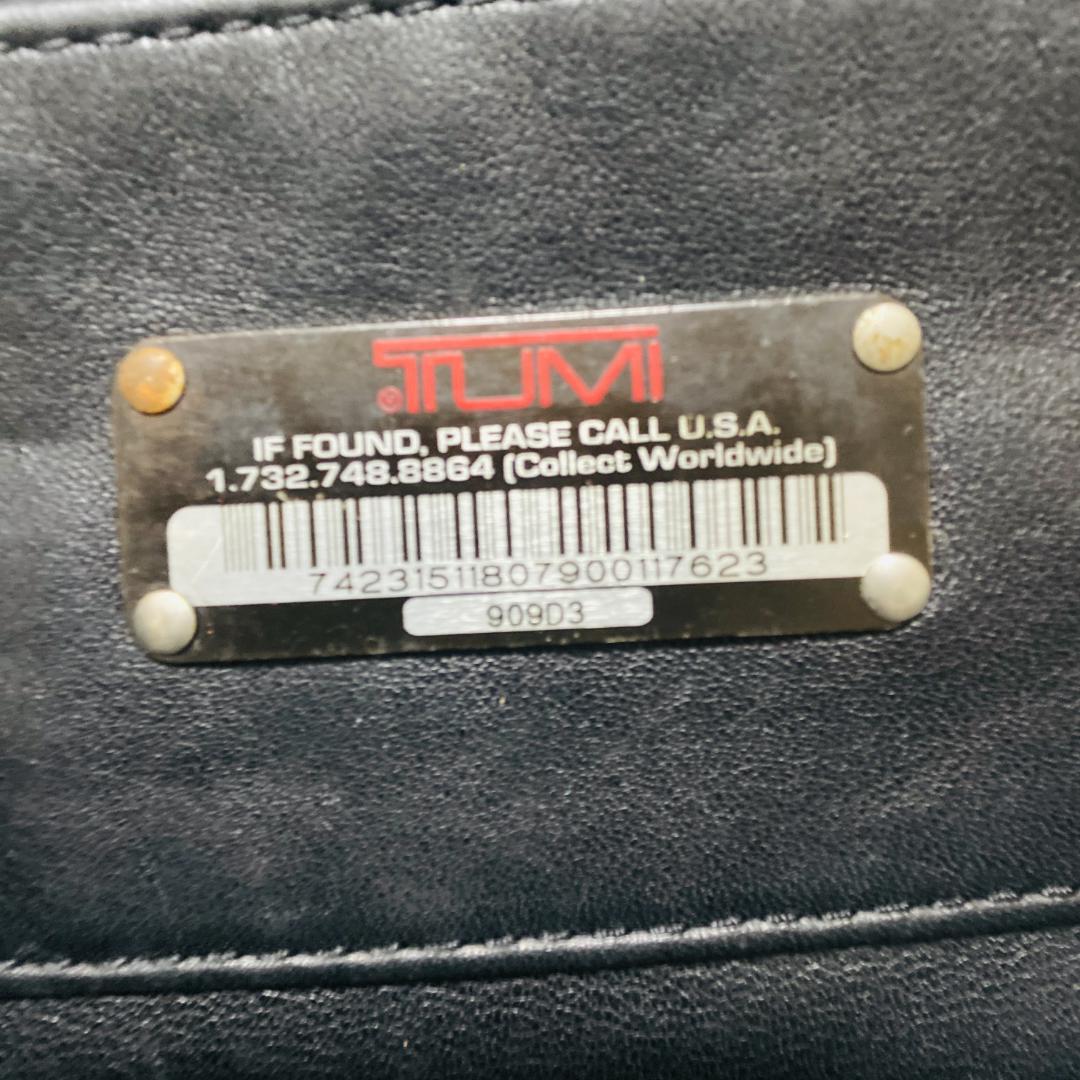 TUMI
IF FOUND, PLEASE CALL U.S.A.
1.732.748.8864 (Collect Worldwide)
74231511807900117623
909D3